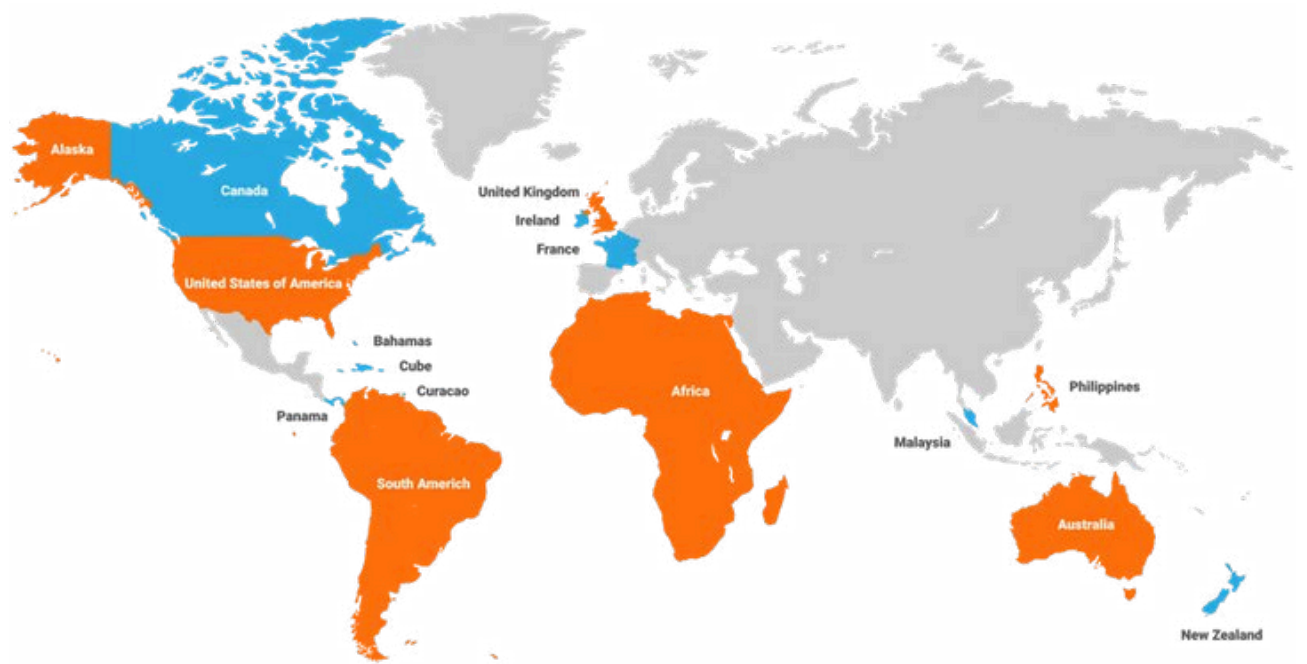 Alaska
Canada
United Kingdom
Ireland
France
United States of America
Bahamas
Cube
Curacao
Panama
Africa
Philippines
Malaysia
South Americh
Australia
New Zealand